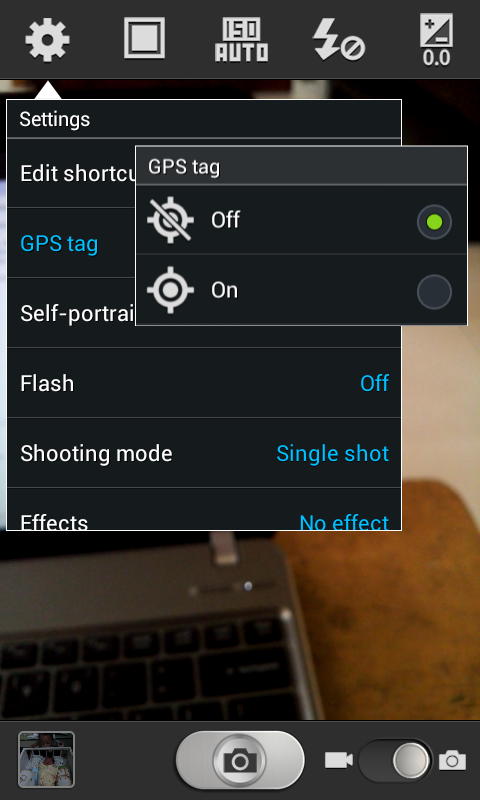 ISO
AUTO
0.0
Settings
Edit shortcu
GPS tag
Off
GPS tag
On
Self-portrai
Flash
Off
Shooting mode
Single shot
Effects
No effect